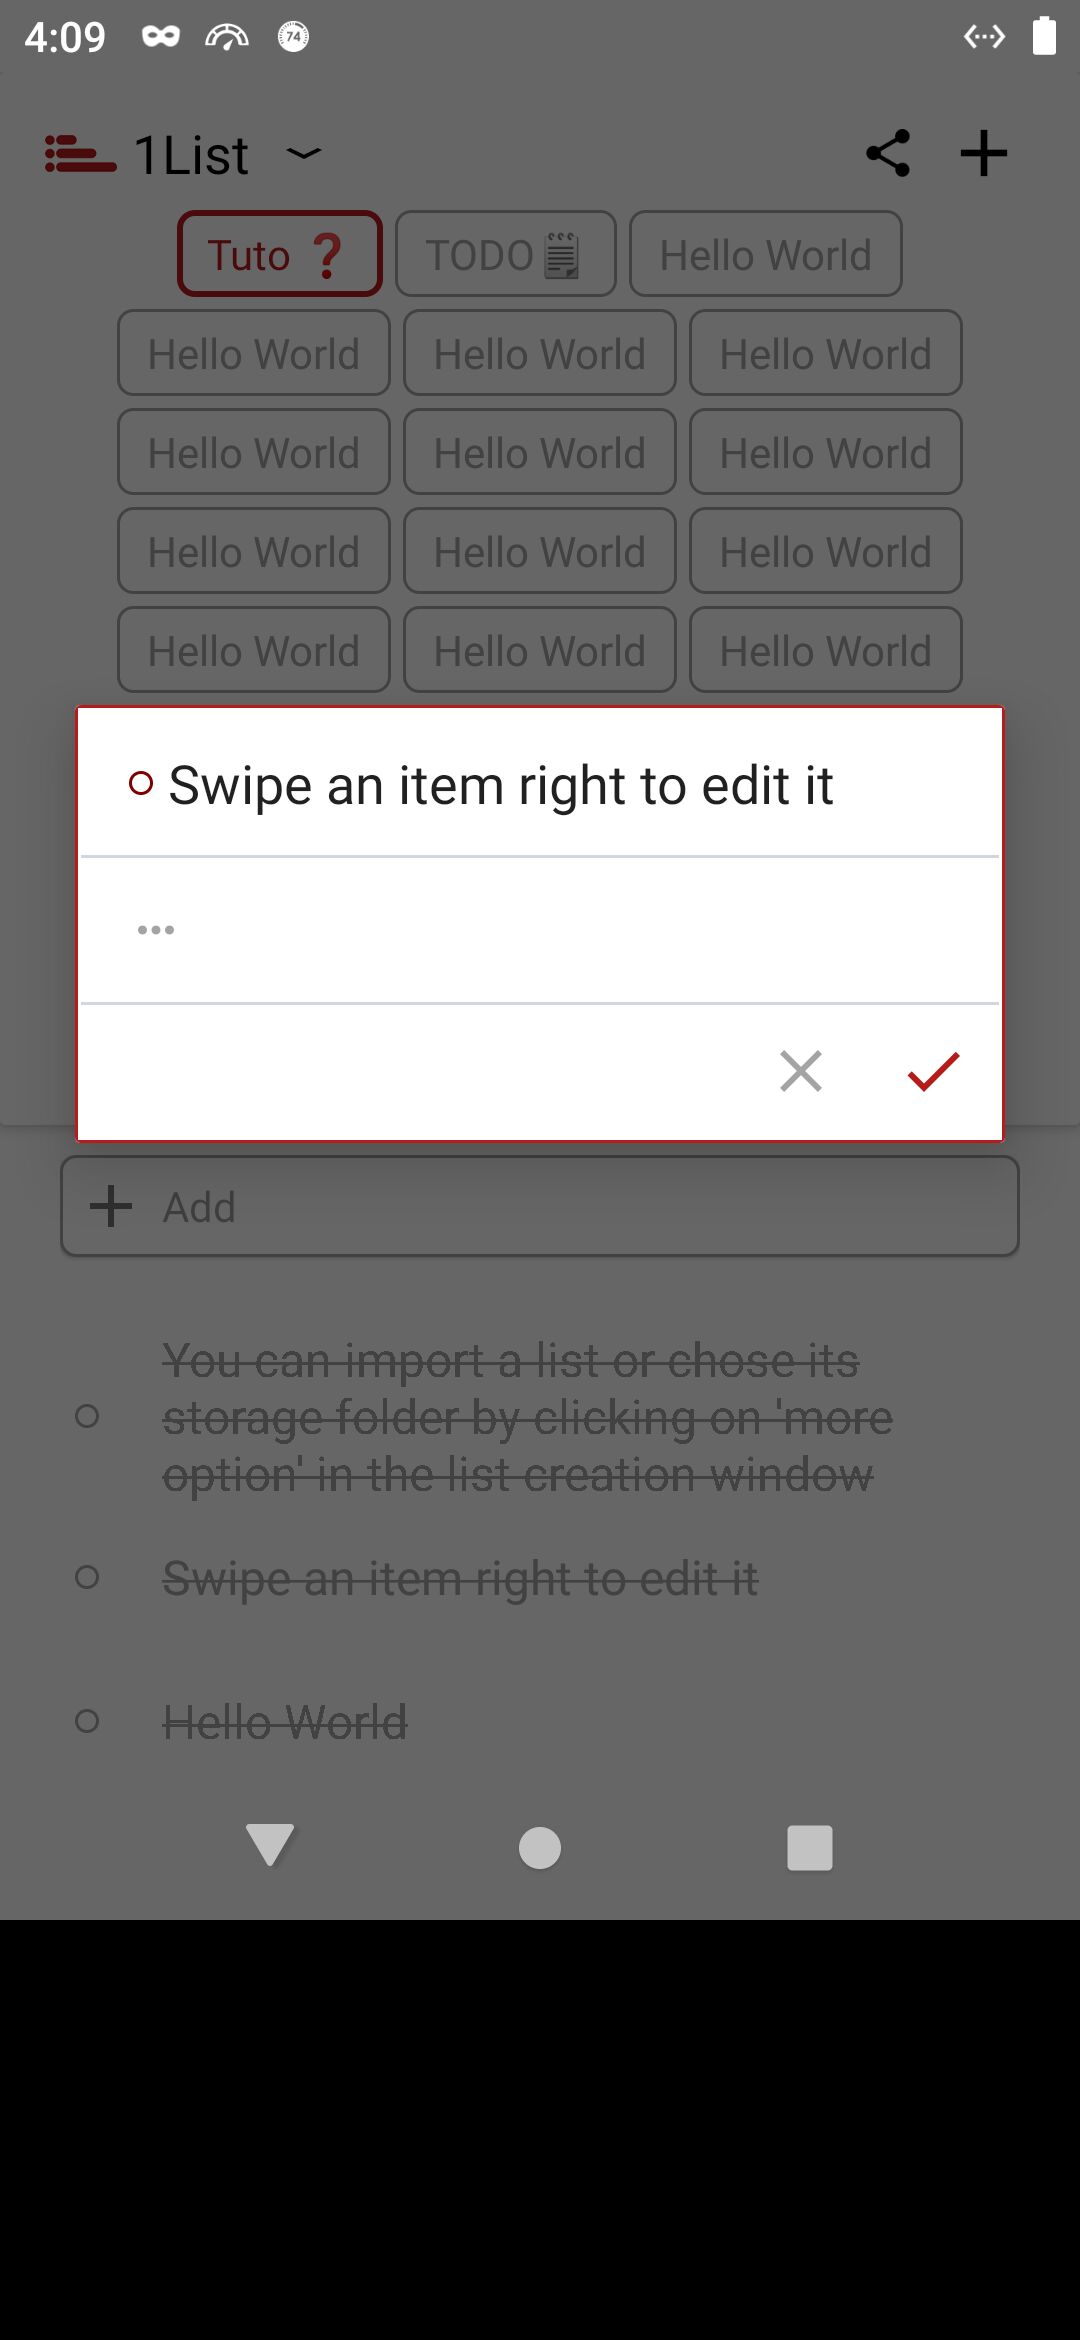 4:09
74
1List
Tuto ❓ TODO Hello World
Hello World Hello World Hello World
Hello World Hello World Hello World
Hello World Hello World Hello World
Hello World Hello World Hello World
Swipe an item right to edit it
...
Add
You can import a list or chose its
storage folder by clicking on 'more
option' in the list creation window
Swipe an item right to edit it
Hello World